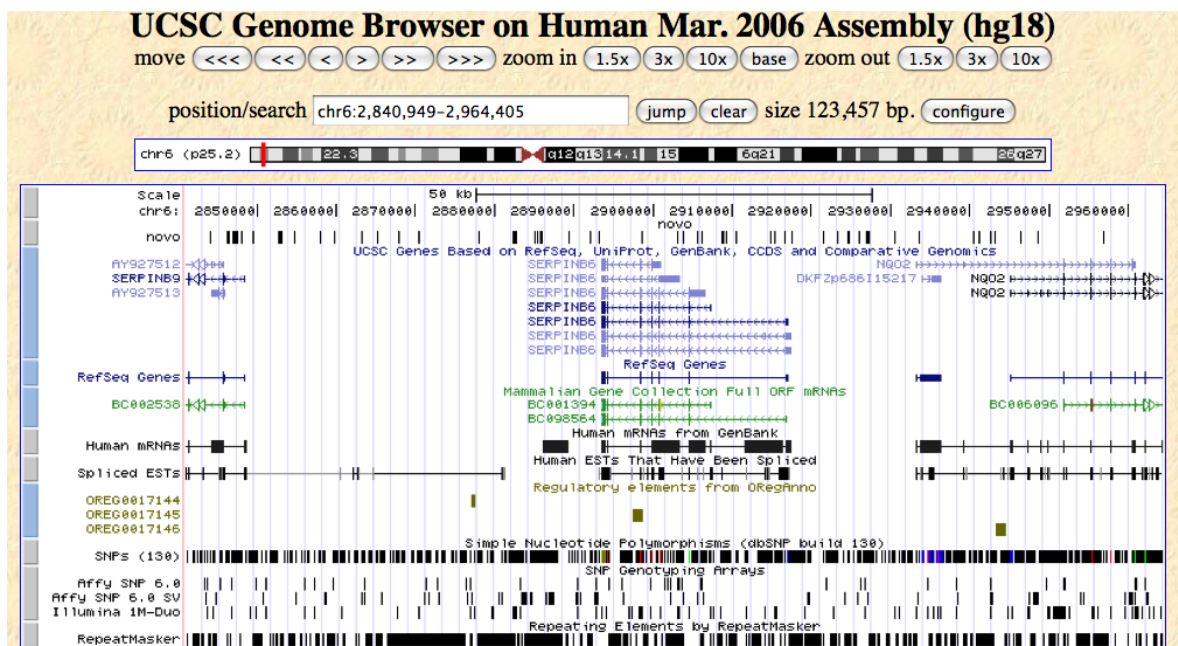 UCSC Genome Browser on Human Mar. 2006 Assembly (hg18)
move <<< << < > >> >>> zoom in 1.5x 3x 10x base zoom out 1.5x 3x 10x
position/search chr6:2,840,949-2,964,405 jump clear size 123,457 bp. configure
chr6 (p25.2) 22.3 q12 q13 14.1 15 6q21 26 q27
Scale 50 kb
chr6: 2850000 2860000 2870000 2880000 2890000 2900000 2910000 2920000 2930000 2940000 2950000 2960000
novo
novo
UCSC Genes Based on RefSeq, UniProt, GenBank, CCDS and Comparative Genomics
AY927512 SERPINB6 NQO2
SERPINB9 SERPINB6 DKFZp686I15217 NQO2
AY927513 SERPINB6 NQO2
SERPINB6
SERPINB6
SERPINB6
SERPINB6
RefSeq Genes
RefSeq Genes
Mammalian Gene Collection Full ORF mRNAs
BC002538 BC001394 BC006096
BC098564
Human mRNAs from GenBank
Human mRNAs
Human ESTs That Have Been Spliced
Spliced ESTs
Regulatory elements from ORegAnno
OREG0017144
OREG0017145
OREG0017146
Simple Nucleotide Polymorphisms (dbSNP build 130)
SNPs (130)
SNP Genotyping Arrays
Affy SNP 6.0
Affy SNP 6.0 SV
Illumina 1M-Duo
Repeating Elements by RepeatMasker
RepeatMasker